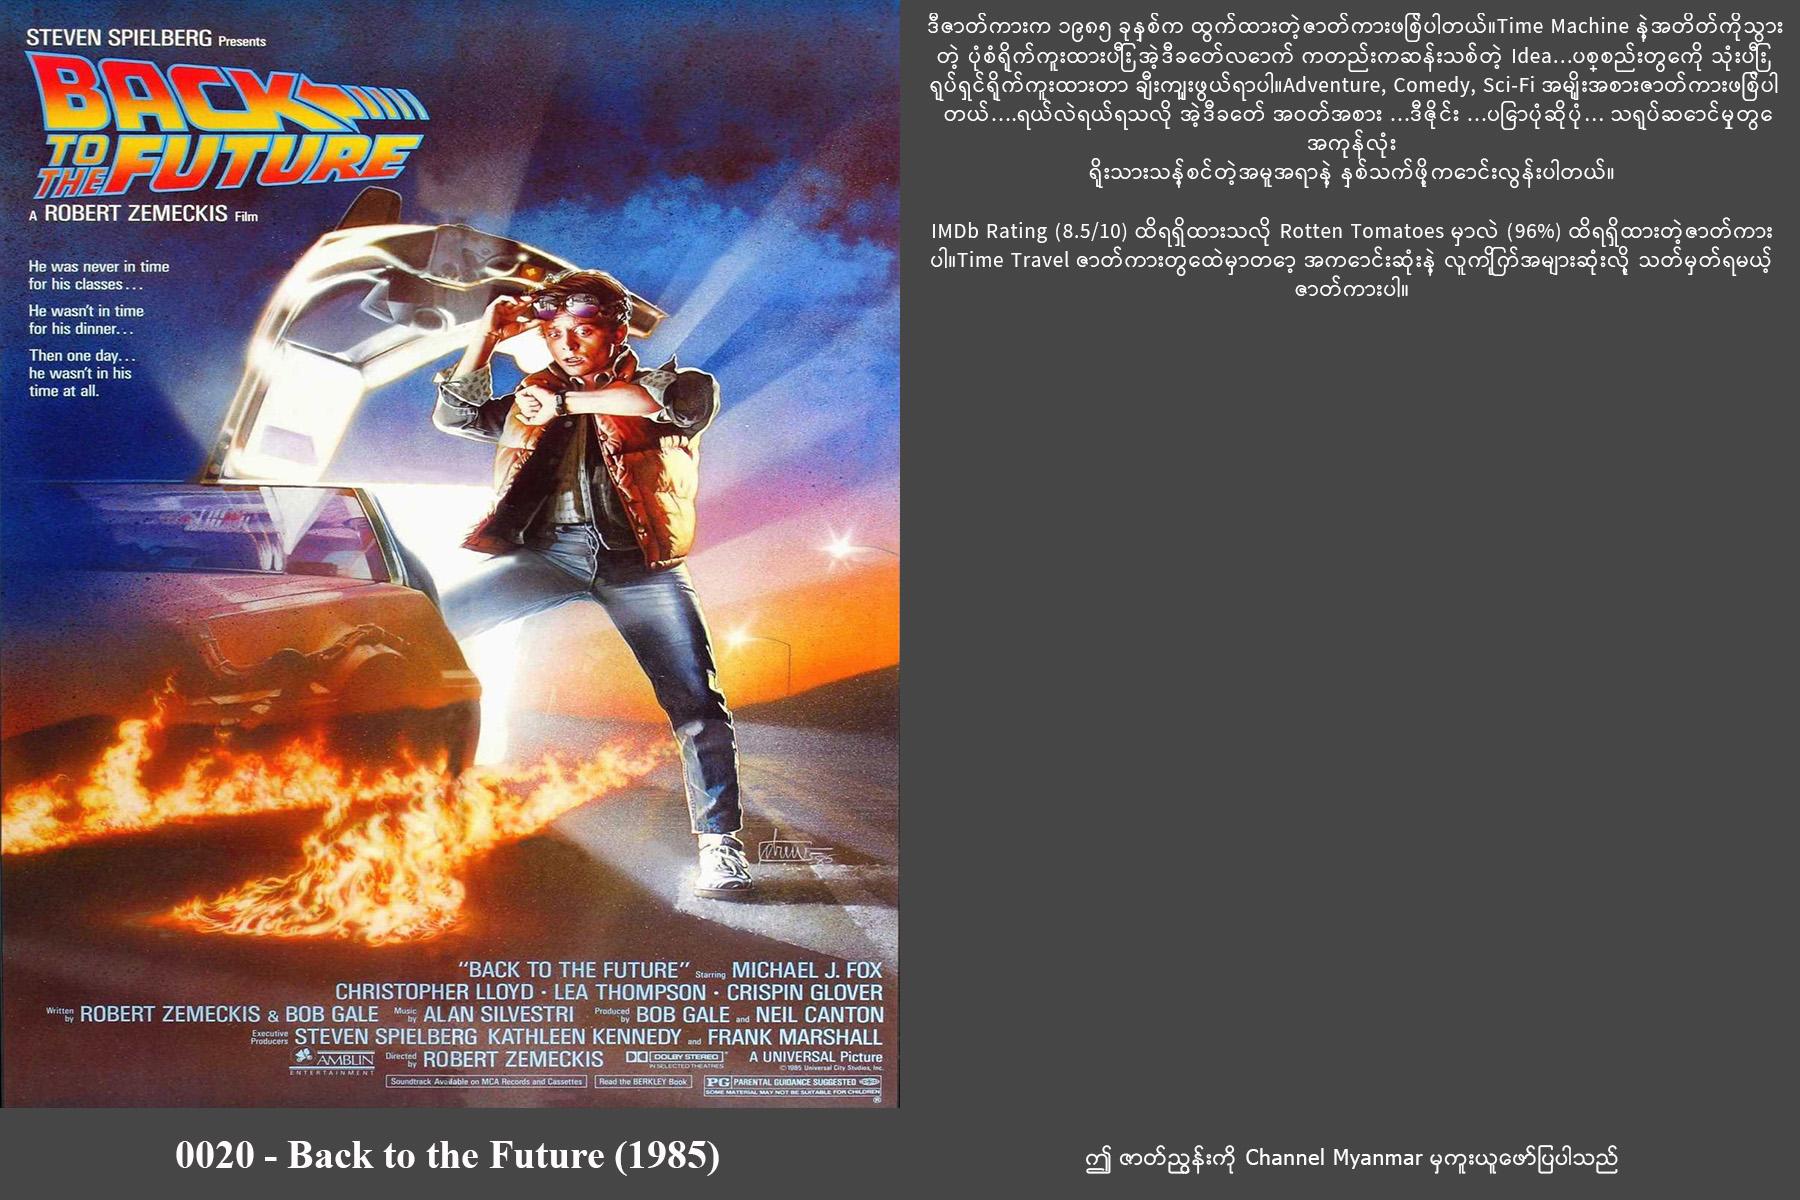 STEVEN SPIELBERG Presents
BACK
TO
THE FUTURE
A ROBERT ZEMECKIS Film
He was never in time
for his classes...
He wasn't in time
for his dinner...
Then one day...
he wasn't in his
time at all.
drew
"BACK TO THE FUTURE" Starring MICHAEL J. FOX
CHRISTOPHER LLOYD · LEA THOMPSON · CRISPIN GLOVER
Written by ROBERT ZEMECKIS & BOB GALE Music by ALAN SILVESTRI Produced by BOB GALE and NEIL CANTON
Executive Producers STEVEN SPIELBERG KATHLEEN KENNEDY and FRANK MARSHALL
AMBLIN ENTERTAINMENT Directed by ROBERT ZEMECKIS DOLBY STEREO IN SELECTED THEATRES A UNIVERSAL Picture
© 1985 Universal City Studios, Inc.
Soundtrack Available on MCA Records and Cassettes Read the BERKLEY Book PG PARENTAL GUIDANCE SUGGESTED
SOME MATERIAL MAY NOT BE SUITABLE FOR CHILDREN
0020 - Back to the Future (1985)
ဒီဇာတ်ကားက ၁၉၈၅ ခုနှစ်က ထွက်ထားတဲ့ဇာတ်ကားဖြစ်ပါတယ်။Time Machine နဲ့အတိတ်ကိုသွား
တဲ့ ပုံစံရိုက်ကူးထားပြီး အဲ့ဒီခေတ်လောက် ကတည်းကဆန်းသစ်တဲ့ Idea...ပစ္စည်းတွေကို သုံးပြီး
ရုပ်ရှင်ရိုက်ကူးထားတာ ချီးကျူးဖွယ်ရာပါ။Adventure, Comedy, Sci-Fi အမျိုးအစားဇာတ်ကားဖြစ်ပါ
တယ်....ရယ်လဲရယ်ရသလို အဲ့ဒီခေတ် အဝတ်အစား ...ဒီဇိုင်း ...ပြောပုံဆိုပုံ... သရုပ်ဆောင်မှုတွေ
အကုန်လုံး
ရိုးသားသန့်စင်တဲ့အမူအရာနဲ့ နှစ်သက်ဖို့ကောင်းလွန်းပါတယ်။
IMDb Rating (8.5/10) ထိရရှိထားသလို Rotten Tomatoes မှာလဲ (96%) ထိရရှိထားတဲ့ဇာတ်ကား
ပါ။Time Travel ဇာတ်ကားတွေထဲမှာတော့ အကောင်းဆုံးနဲ့ လူကြိုက်အများဆုံးလို့ သတ်မှတ်ရမယ့်
ဇာတ်ကားပါ။
ဤ ဇာတ်ညွှန်းကို Channel Myanmar မှကူးယူဖော်ပြပါသည်